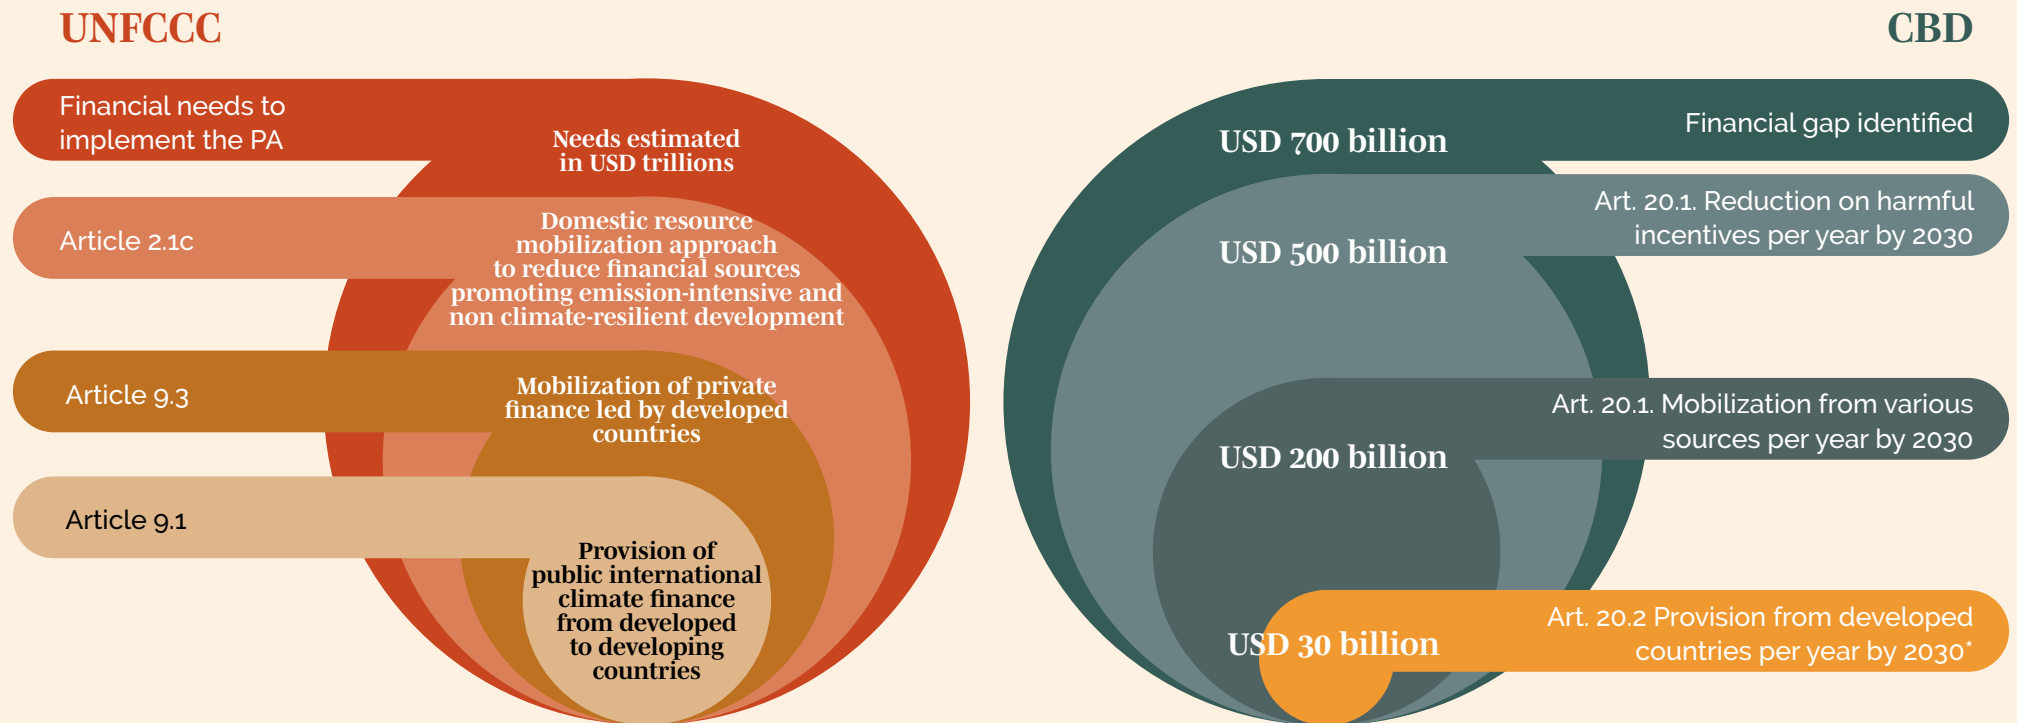 UNFCCC
Financial needs to
implement the PA
Needs estimated
in USD trillions
Article 2.1c
Domestic resource
mobilization approach
to reduce financial sources
promoting emission-intensive and
non climate-resilient development
Article 9.3
Mobilization of private
finance led by developed
countries
Article 9.1
Provision of
public international
climate finance
from developed
to developing
countries
CBD
USD 700 billion
Financial gap identified
USD 500 billion
Art. 20.1. Reduction on harmful
incentives per year by 2030
USD 200 billion
Art. 20.1. Mobilization from various
sources per year by 2030
USD 30 billion
Art. 20.2 Provision from developed
countries per year by 2030*